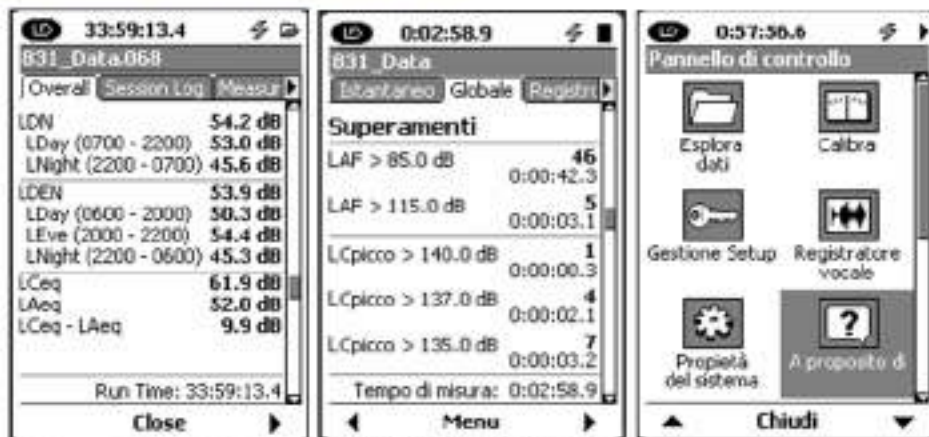 33:59:13.4
831_Data.068
Overall Session Log Measur
LDN 54.2 dB
LDay (0700 - 2200) 53.0 dB
LNight (2200 - 0700) 45.6 dB
LDEN 53.9 dB
LDay (0600 - 2000) 50.3 dB
LEve (2000 - 2200) 54.4 dB
LNight (2200 - 0600) 45.3 dB
LCeq 61.9 dB
LAeq 52.0 dB
LCeq - LAeq 9.9 dB
Run Time: 33:59:13.4
Close
0:02:58.9
831_Data
Istantaneo Globale Registr
Superamenti
LAF > 85.0 dB 46
0:00:42.3
LAF > 115.0 dB 5
0:00:03.1
LCpicco > 140.0 dB 1
0:00:00.3
LCpicco > 137.0 dB 4
0:00:02.1
LCpicco > 135.0 dB 7
0:00:03.2
Tempo di misura: 0:02:58.9
Menu
0:57:56.6
Pannello di controllo
Esplora
dati
Calibra
Gestione Setup
Registratore
vocale
Propietà
del sistema
A proposito di
Chiudi